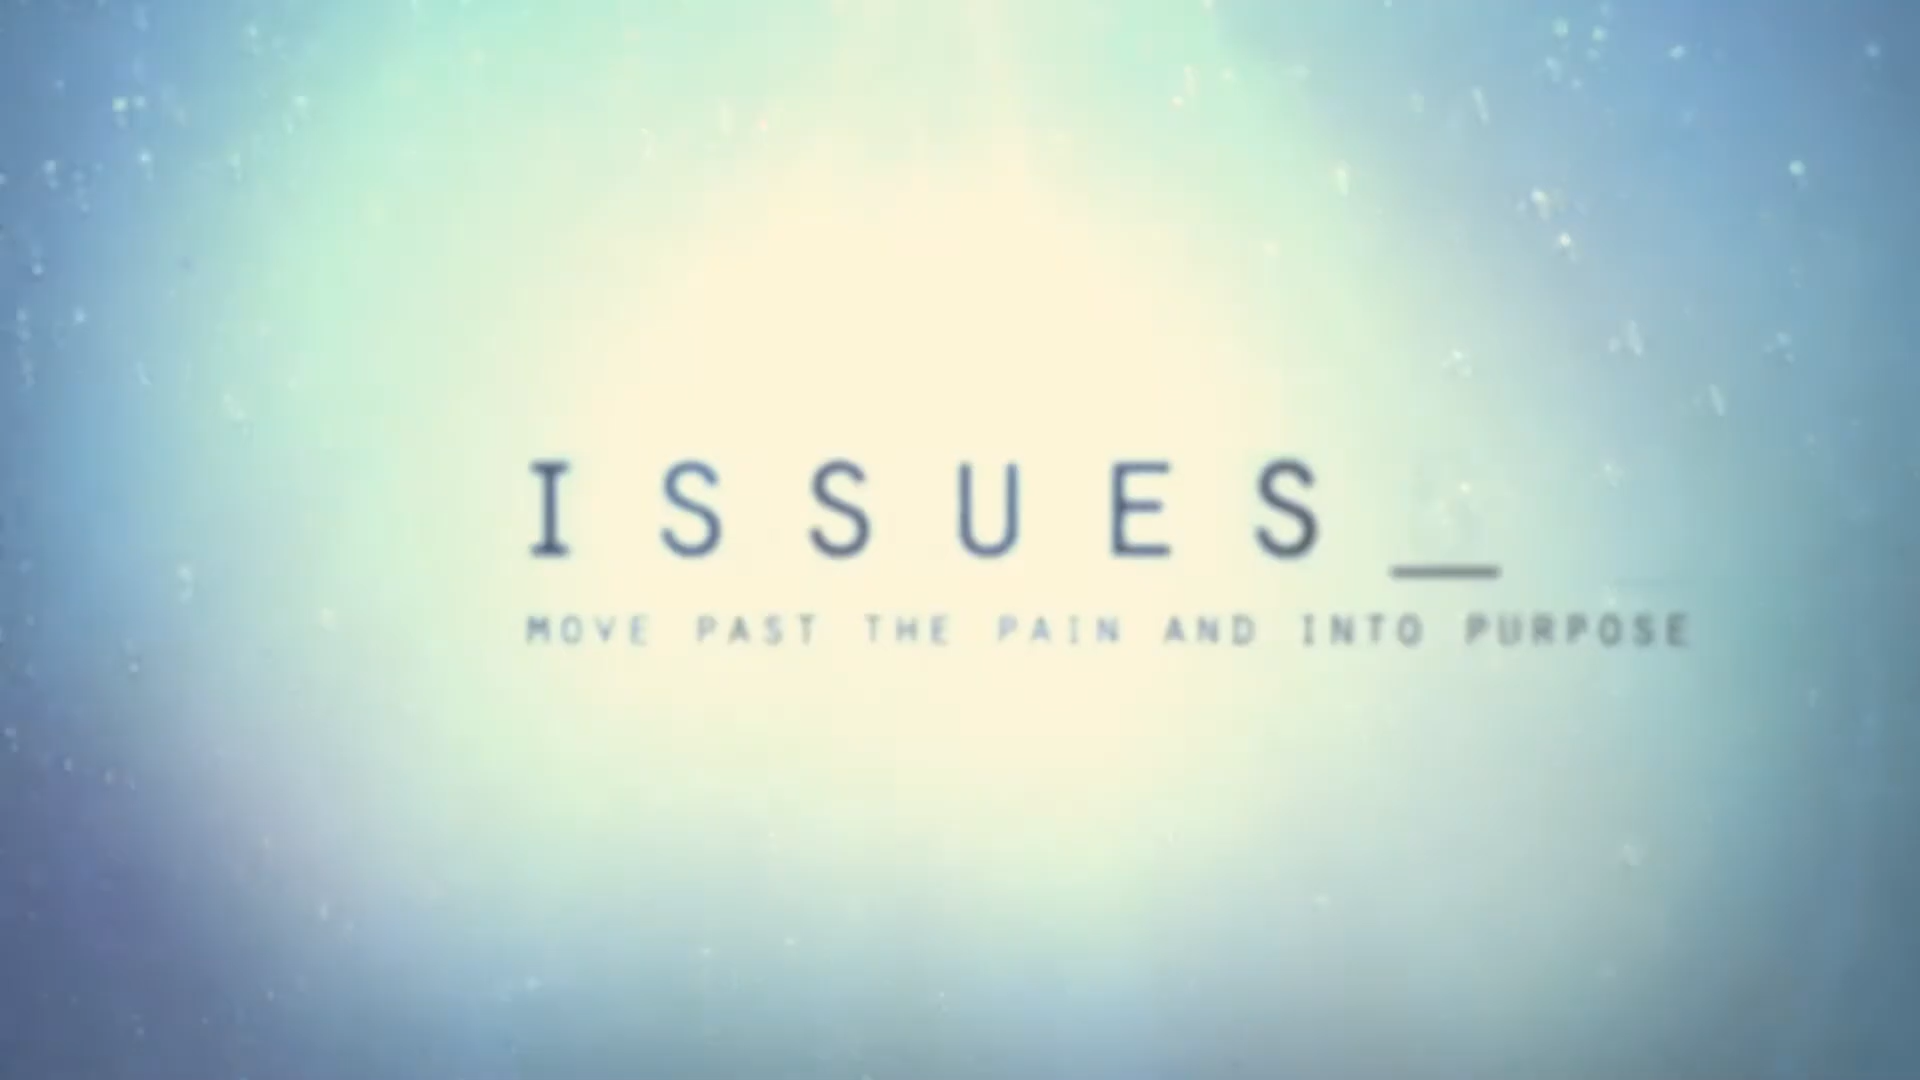 ISSUES_
MOVE PAST THE PAIN AND INTO PURPOSE